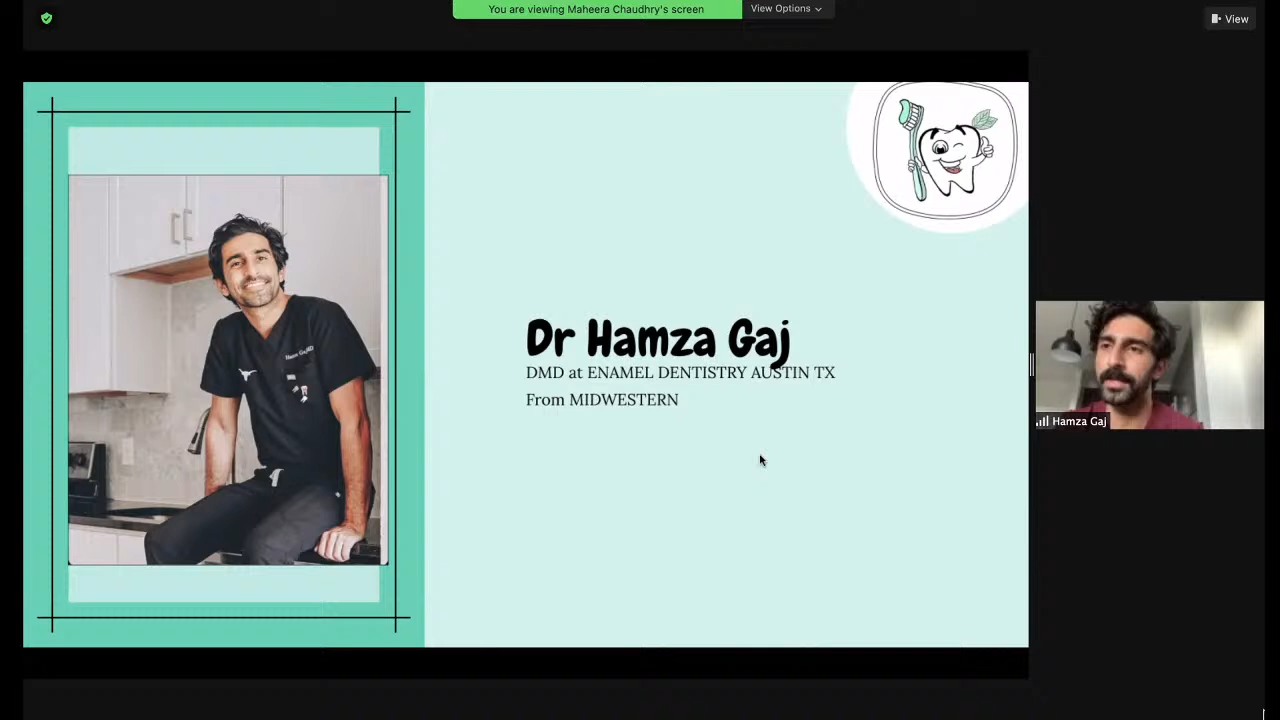 You are viewing Maheera Chaudhry's screen
View Options
View
Dr Hamza Gaj
DMD at ENAMEL DENTISTRY AUSTIN TX
From MIDWESTERN
Hamza Gaj